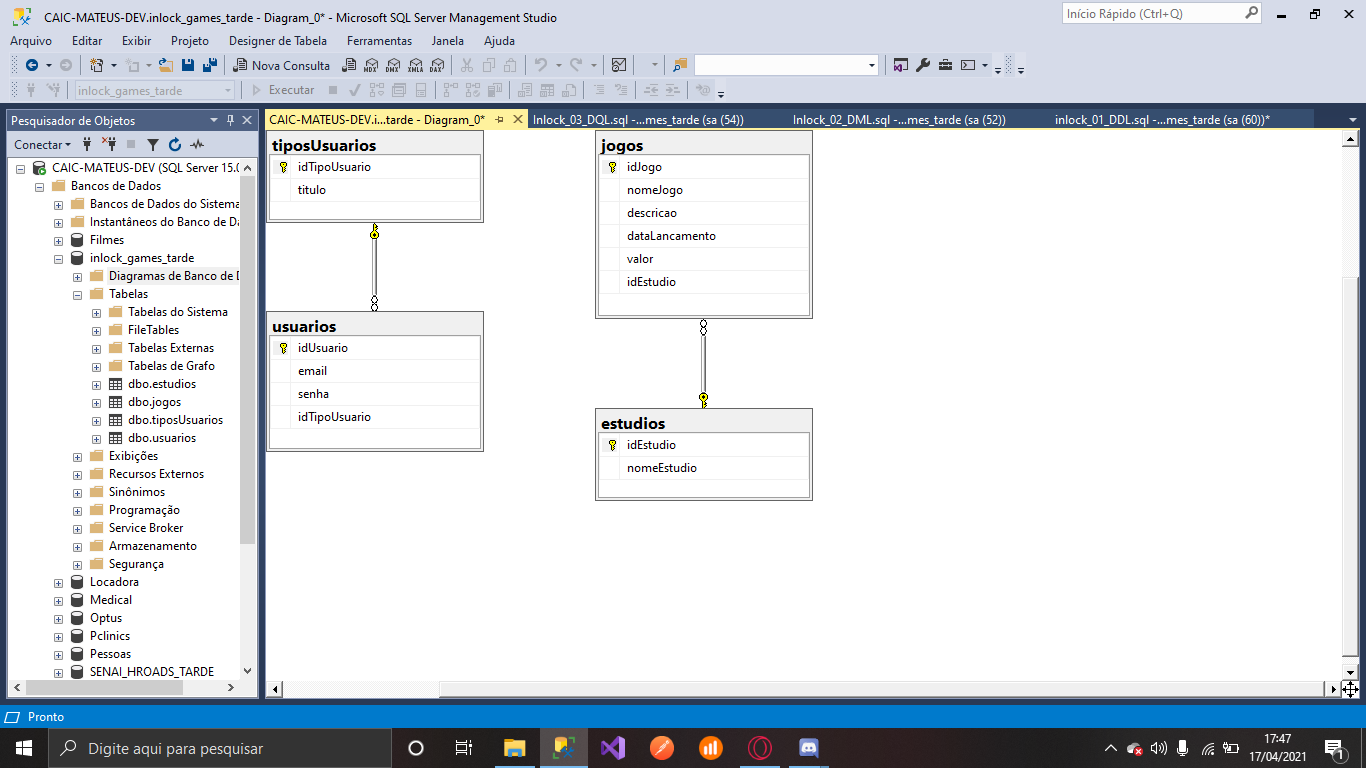 CAIC-MATEUS-DEV.inlock_games_tarde - Diagram_0* - Microsoft SQL Server Management Studio
Início Rápido (Ctrl+Q)
Arquivo Editar Exibir Projeto Designer de Tabela Ferramentas Janela Ajuda
Nova Consulta
MDX DMX XMLA DAX
inlock_games_tarde
Executar
Pesquisador de Objetos
CAIC-MATEUS-DEV.i...tarde - Diagram_0*
Inlock_03_DQL.sql -...mes_tarde (sa (54))
Inlock_02_DML.sql -...mes_tarde (sa (52))
inlock_01_DDL.sql -...mes_tarde (sa (60))*
Conectar
CAIC-MATEUS-DEV (SQL Server 15.0
Bancos de Dados
Bancos de Dados do Sistema
Instantâneos do Banco de Da
Filmes
inlock_games_tarde
Diagramas de Banco de D
Tabelas
Tabelas do Sistema
FileTables
Tabelas Externas
Tabelas de Grafo
dbo.estudios
dbo.jogos
dbo.tiposUsuarios
dbo.usuarios
Exibições
Recursos Externos
Sinônimos
Programação
Service Broker
Armazenamento
Segurança
Locadora
Medical
Optus
Pclinics
Pessoas
SENAI_HROADS_TARDE
tiposUsuarios
idTipoUsuario
titulo
usuarios
idUsuario
email
senha
idTipoUsuario
jogos
idJogo
nomeJogo
descricao
dataLancamento
valor
idEstudio
estudios
idEstudio
nomeEstudio
Pronto
Digite aqui para pesquisar
17:47
17/04/2021
1